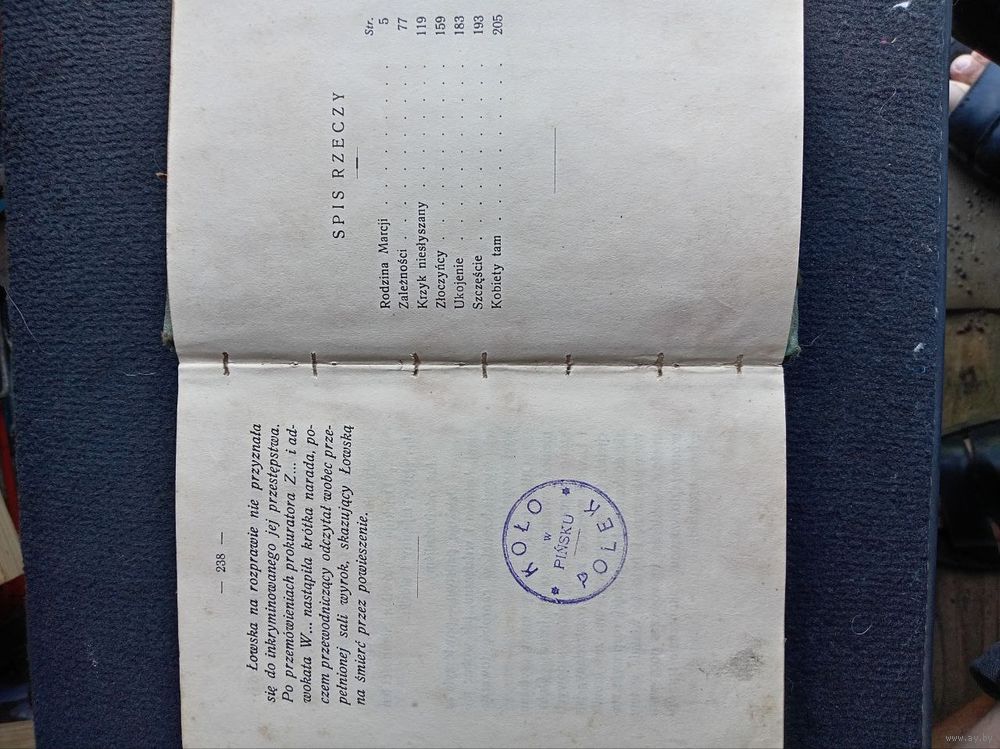 — 238 —
Łowska na rozprawie nie przyznała
się do inkryminowanego jej przestępstwa.
Po przemówieniach prokuratora Z... i ad-
wokata W... nastąpiła krótka narada, po-
czem przewodniczący odczytał wobec prze-
pełnionej sali wyrok, skazujący Łowską
na śmierć przez powieszenie.
KOŁO
w
PIŃSKU
POLEK
SPIS RZECZY
Str.
Rodzina Marcji . . . . . . . . . 5
Zależności . . . . . . . . . . 77
Krzyk niesłyszany . . . . . . . . 119
Złoczyńcy . . . . . . . . . . 159
Ukojenie . . . . . . . . . . 183
Szczęście . . . . . . . . . . 193
Kobiety tam . . . . . . . . . 205
www.ay.by